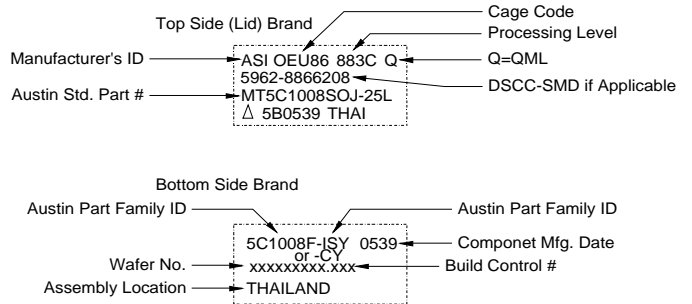 Cage Code
Top Side (Lid) Brand
Processing Level
Manufacturer's ID
ASI OEU86 883C Q
Q=QML
5962-8866208
DSCC-SMD if Applicable
Austin Std. Part #
MT5C1008SOJ-25L
△ 5B0539 THAI
Bottom Side Brand
Austin Part Family ID
Austin Part Family ID
5C1008F-ISY 0539
Componet Mfg. Date
or -CY
Wafer No.
xxxxxxxxx.xxx
Build Control #
Assembly Location
THAILAND